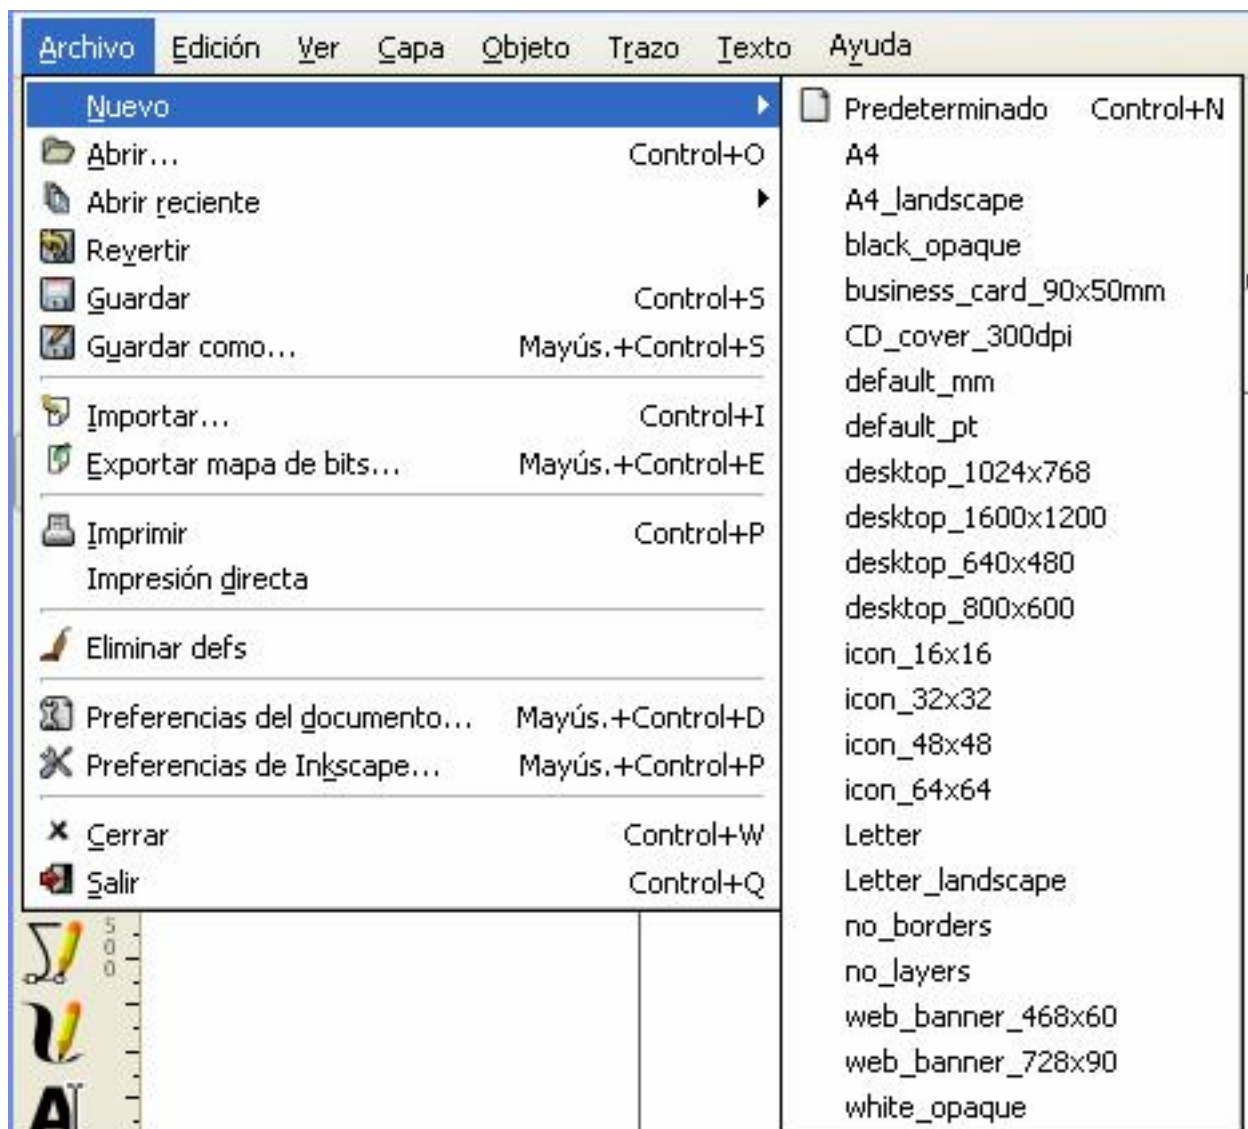 Archivo Edición Ver Capa Objeto Trazo Texto Ayuda
Nuevo
Abrir... Control+O
Abrir reciente
Revertir
Guardar Control+S
Guardar como... Mayús.+Control+S
Importar... Control+I
Exportar mapa de bits... Mayús.+Control+E
Imprimir Control+P
Impresión directa
Eliminar defs
Preferencias del documento... Mayús.+Control+D
Preferencias de Inkscape... Mayús.+Control+P
Cerrar Control+W
Salir Control+Q
Predeterminado Control+N
A4
A4_landscape
black_opaque
business_card_90x50mm
CD_cover_300dpi
default_mm
default_pt
desktop_1024x768
desktop_1600x1200
desktop_640x480
desktop_800x600
icon_16x16
icon_32x32
icon_48x48
icon_64x64
Letter
Letter_landscape
no_borders
no_layers
web_banner_468x60
web_banner_728x90
white_opaque
500